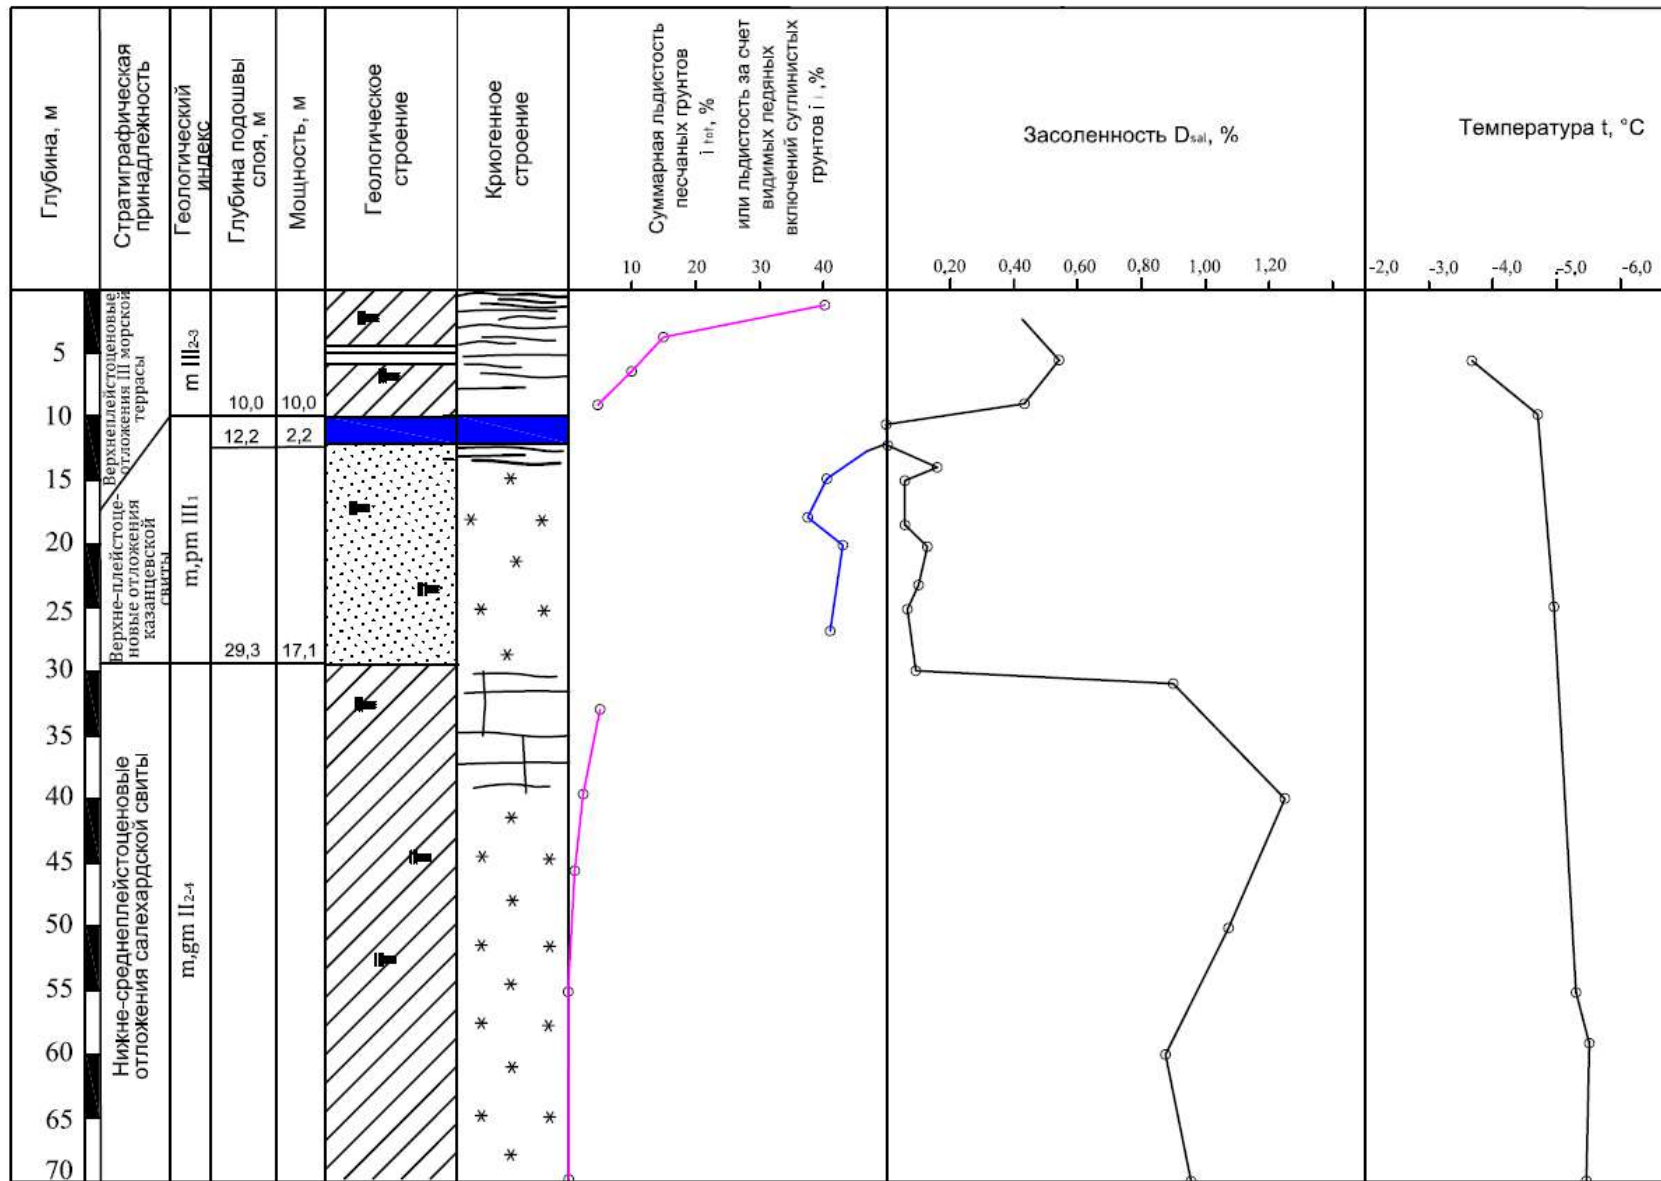 Глубина, м
Стратиграфическая
принадлежность
Геологический
индекс
Глубина подошвы
слоя, м
Мощность, м
Геологическое
строение
Криогенное
строение
Суммарная льдистость
песчаных грунтов
i tot, %
или льдистость за счет
видимых ледяных
включений суглинистых
грунтов i i ,%
Засоленность Dsal, %
Температура t, °C
10
20
30
40
0,20
0,40
0,60
0,80
1,00
1,20
-2,0
-3,0
-4,0
-5,0
-6,0
5
10
15
20
25
30
35
40
45
50
55
60
65
70
Верхнеплейстоценовые
отложения III морской
террасы
m III2-3
10,0
10,0
12,2
2,2
Верхне-плейстоце-
новые отложения
казанцевской
свиты
m,pm III1
29,3
17,1
Нижне-среднеплейстоценовые
отложения салехардской свиты
m,gm II2-4